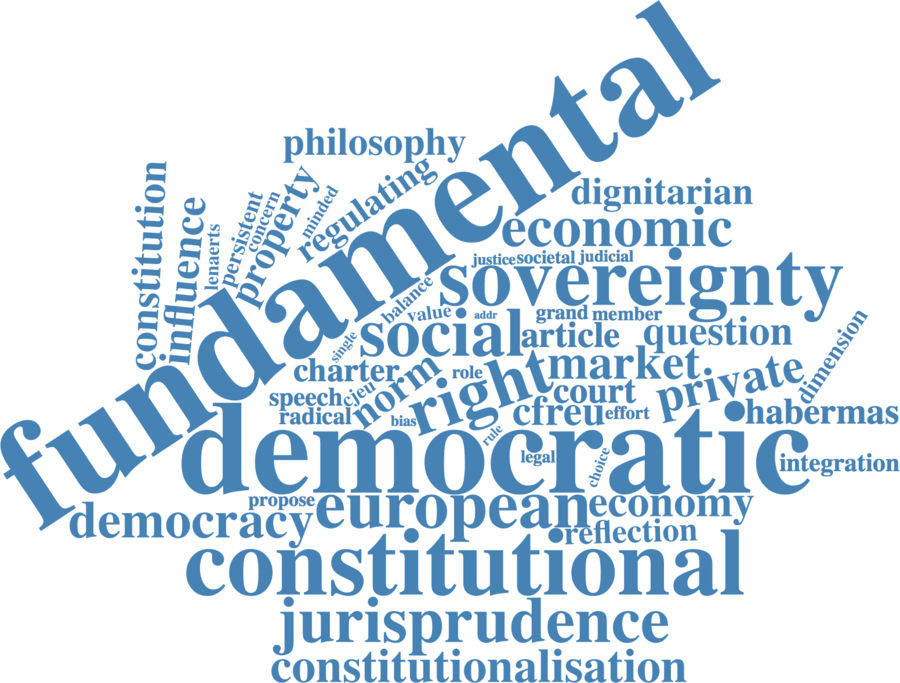 fundamental
philosophy
constitution
influence
lenaerts
persistent
concern
property
minded
regulating
dignitarian
economic
justice
societal
judicial
sovereignty
balance
value
addr
grand
member
single
social
article
question
dimension
charter
cjeu
norm
role
right
market
court
private
speech
radical
bias
cfreu
effort
habermas
rule
democratic
legal
choice
integration
propose
democracy
european
economy
reflection
constitutional
jurisprudence
constitutionalisation